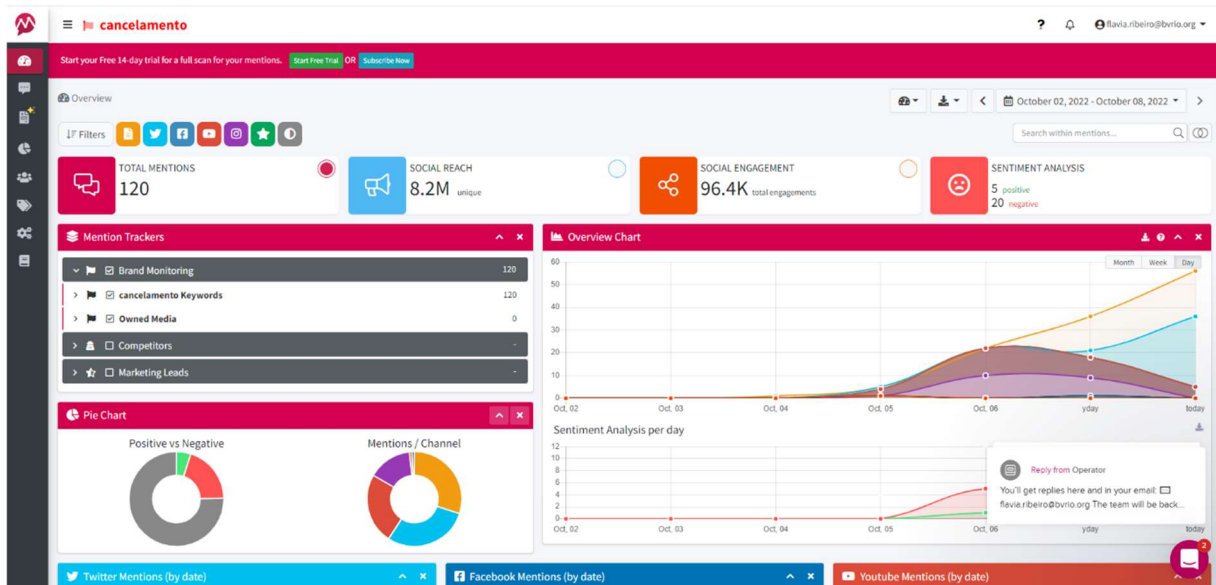 cancelamento
? flavia.ribeiro@bvrio.org
Start your Free 14-day trial for a full scan for your mentions. Start Free Trial OR Subscribe Now
Overview
October 02, 2022 - October 08, 2022
Filters
Search within mentions...
TOTAL MENTIONS
120
SOCIAL REACH
8.2M unique
SOCIAL ENGAGEMENT
96.4K total engagements
SENTIMENT ANALYSIS
5 positive
20 negative
Mention Trackers
Brand Monitoring 120
cancelamento Keywords 120
Owned Media 0
Competitors -
Marketing Leads -
Pie Chart
Positive vs Negative
Mentions / Channel
Overview Chart
Month Week Day
60
50
40
30
20
10
0
Oct, 02 Oct, 03 Oct, 04 Oct, 05 Oct, 06 yday today
Sentiment Analysis per day
12
10
8
6
4
2
0
Oct, 02 Oct, 03 Oct, 04 Oct, 05 Oct, 06 yday today
Reply from Operator
You'll get replies here and in your email:
flavia.ribeiro@bvrio.org The team will be back...
2
Twitter Mentions (by date)
Facebook Mentions (by date)
Youtube Mentions (by date)